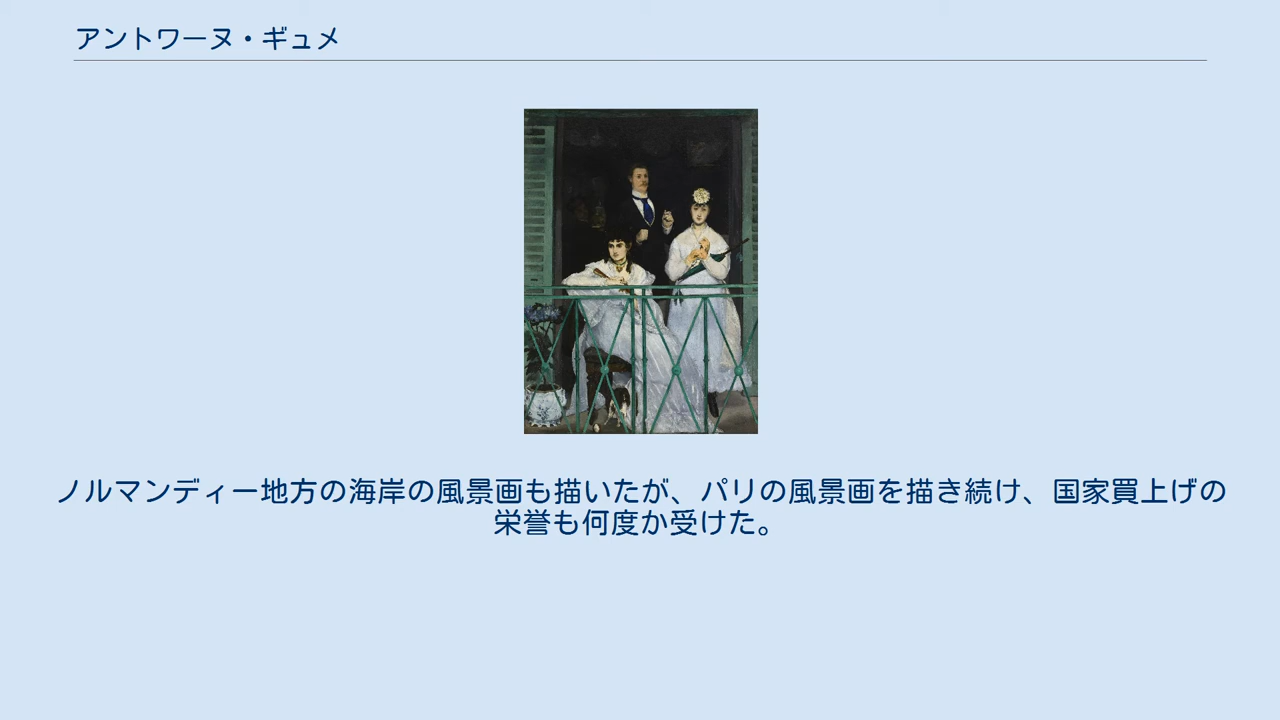 アントワーヌ・ギュメ
ノルマンディー地方の海岸の風景画も描いたが、パリの風景画を描き続け、国家買上げの
栄誉も何度か受けた。